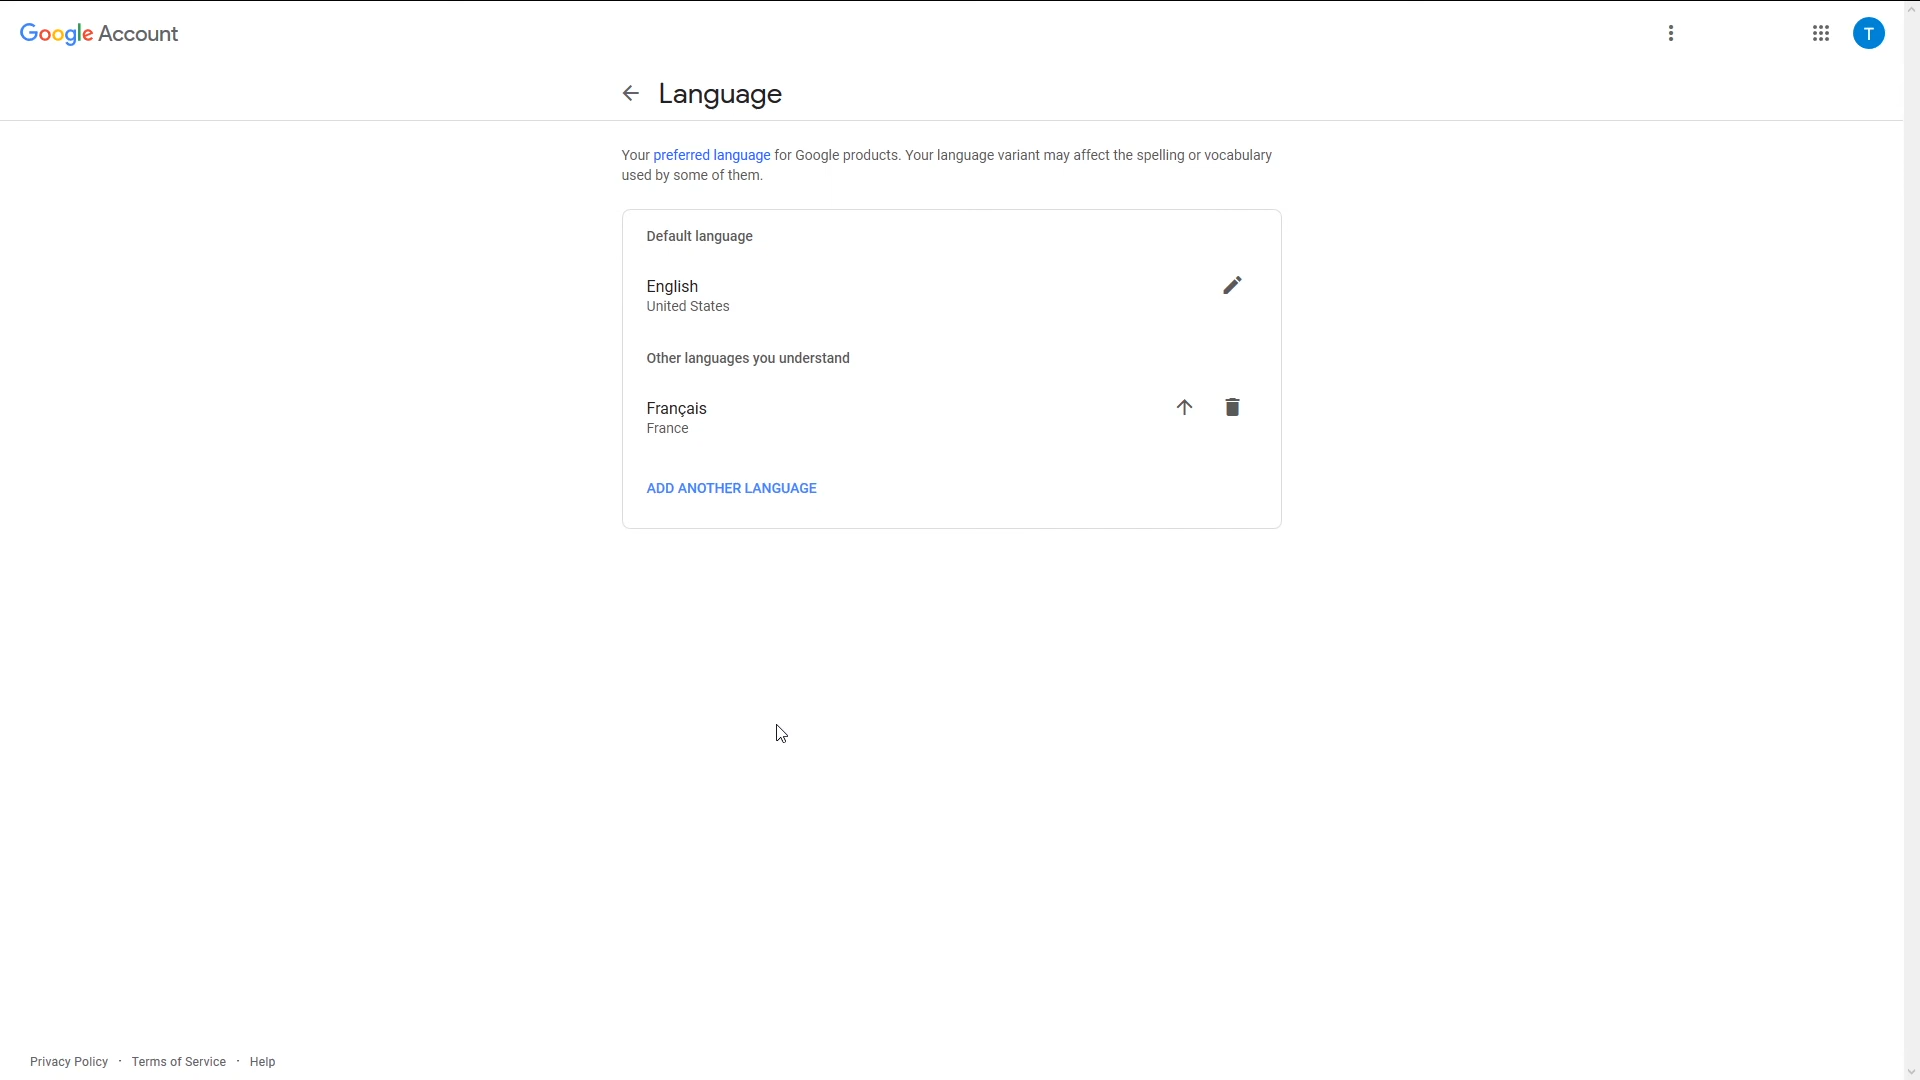 Google Account
T
Language
Your preferred language for Google products. Your language variant may affect the spelling or vocabulary
used by some of them.
Default language
English
United States
Other languages you understand
Français
France
ADD ANOTHER LANGUAGE
Privacy Policy · Terms of Service · Help